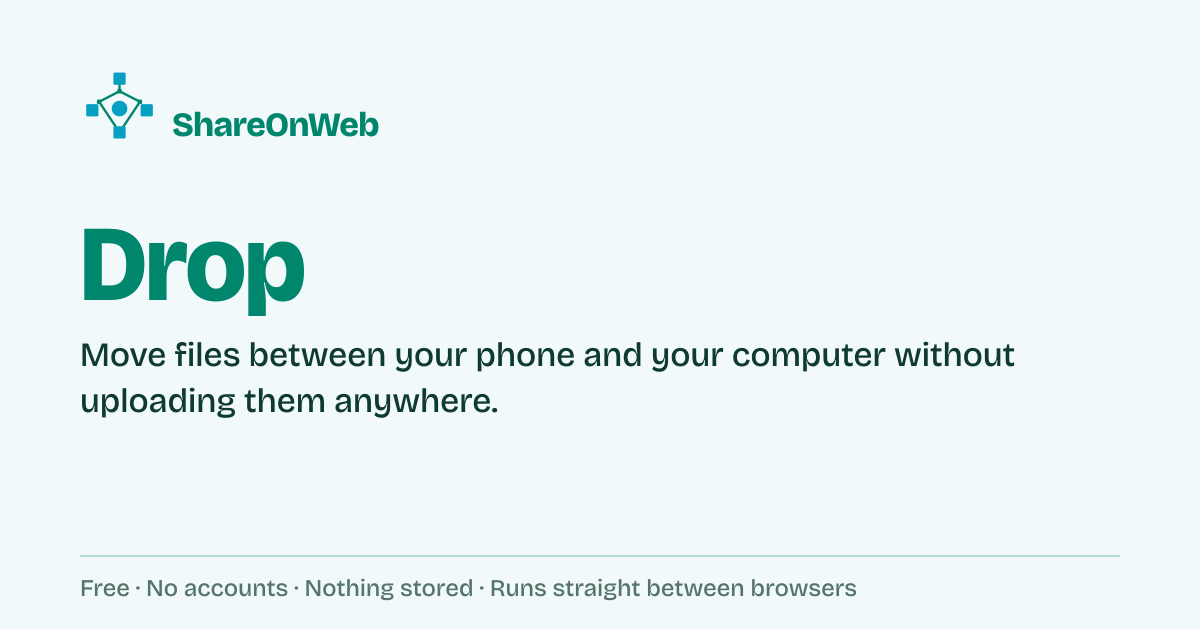 ShareOnWeb
Drop
Move files between your phone and your computer without
uploading them anywhere.
Free · No accounts · Nothing stored · Runs straight between browsers